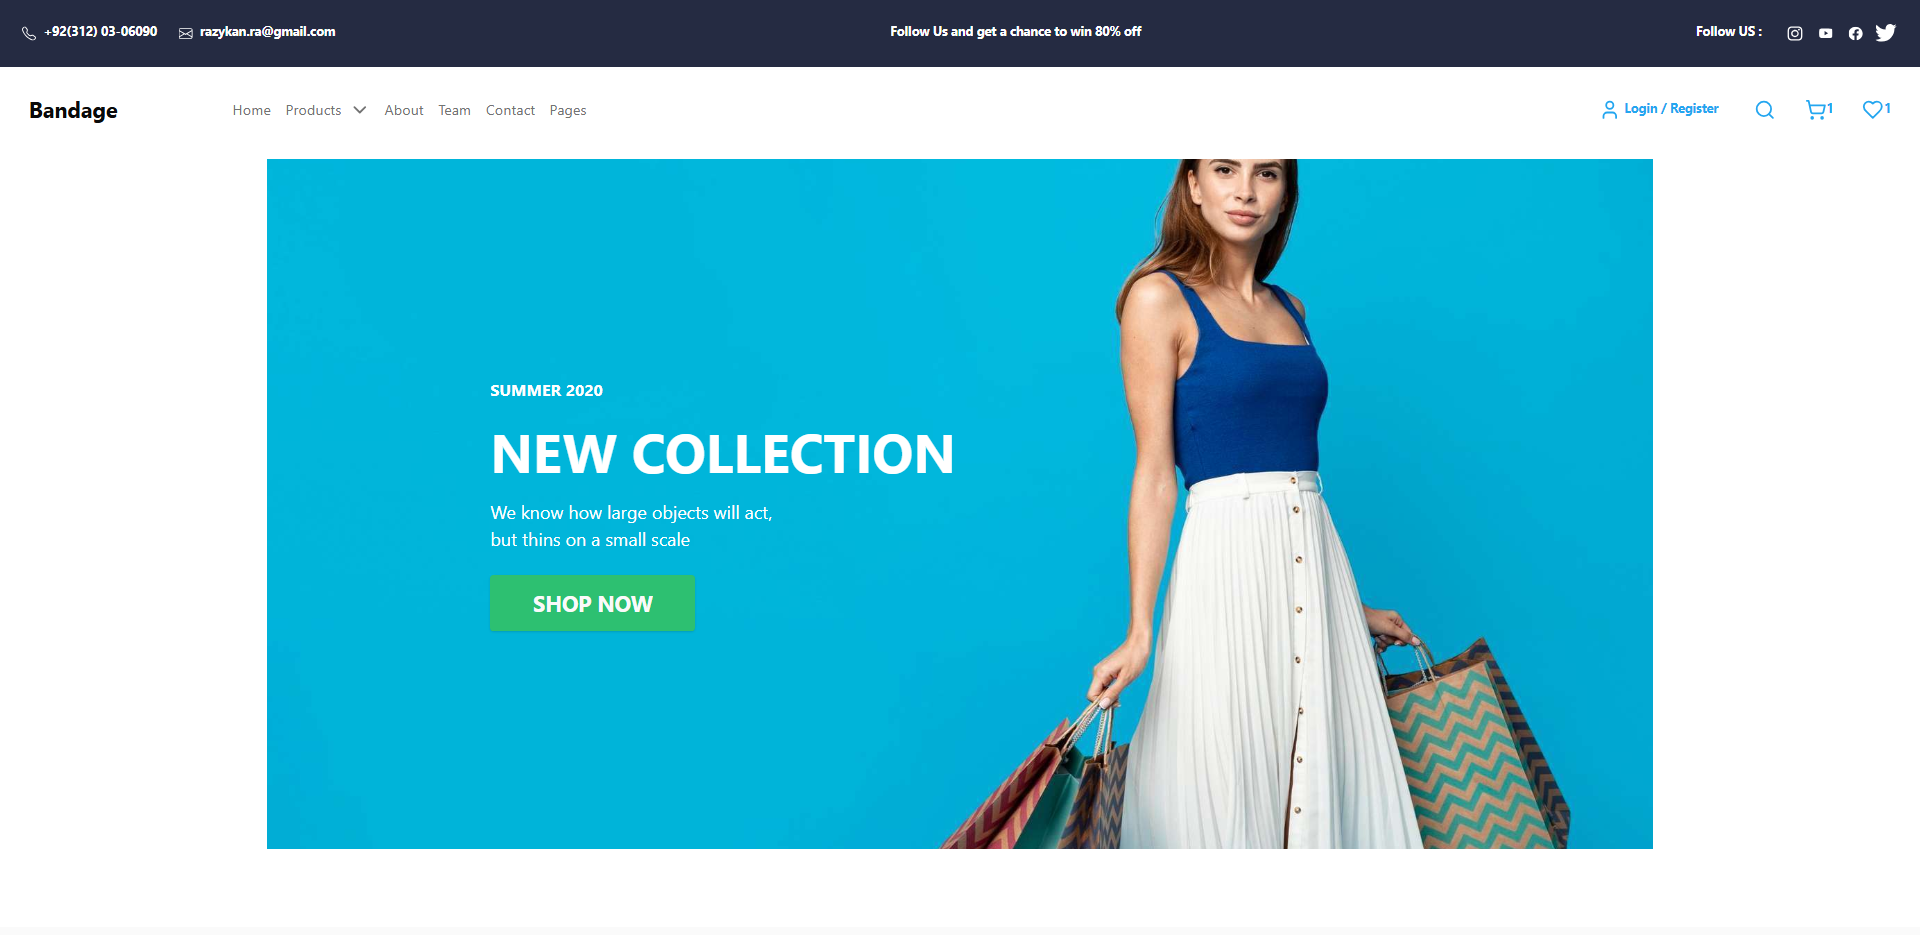 +92(312) 03-06090
razykan.ra@gmail.com
Follow Us and get a chance to win 80% off
Follow US :
Bandage
Home
Products
About
Team
Contact
Pages
Login / Register
1
1
SUMMER 2020
NEW COLLECTION
We know how large objects will act,
but thins on a small scale
SHOP NOW